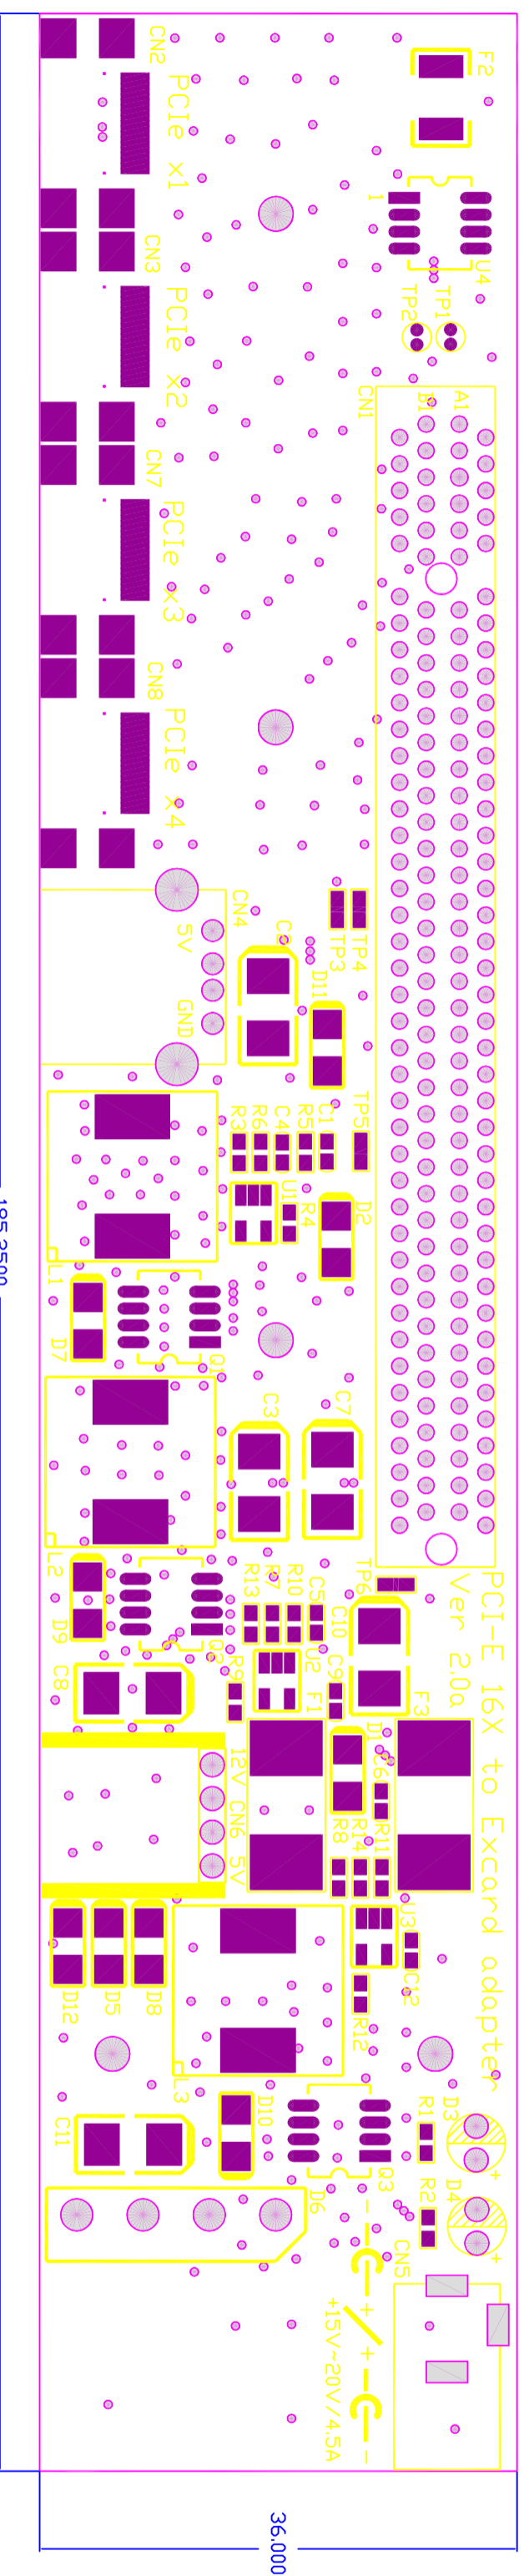 CN2
F2
PCIe x1
1
U4
CN3
TP2
TP1
PCIe x2
CN1
B1
A1
CN7
PCIe x3
CN8
PCIe x4
CN4
5V
GND
TP3
TP4
D11
R3
R6
C4
R5
C1
TP5
U1
R4
D2
L1
D7
Q1
C3
C7
L2
D9
R13
R7
R10
C5
C10
TP6
Q2
U2
C8
R9
C9
F1
F3
PCI-E 16X to Excard adapter
Ver 2.0a
12V CN6 5V
D1
C6
R8
R14
R11
U3
C12
R12
D12
D5
D8
L3
C11
D10
Q3
R1
D3
+
R2
D4
+
D6
CN5
- + / + -
+15V~20V/4.5A
36.000